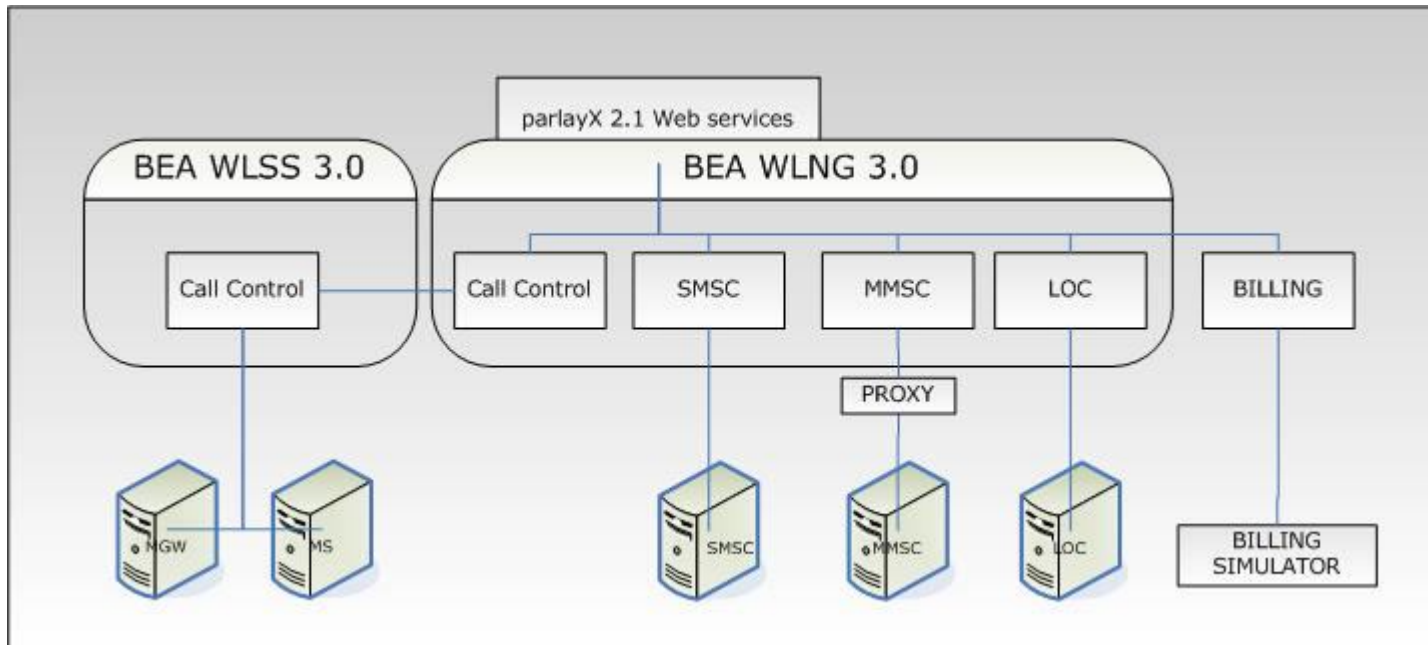 parlayX 2.1 Web services
BEA WLSS 3.0
BEA WLNG 3.0
Call Control
Call Control
SMSC
MMSC
LOC
BILLING
PROXY
MGW
MS
SMSC
MMSC
LOC
BILLING
SIMULATOR